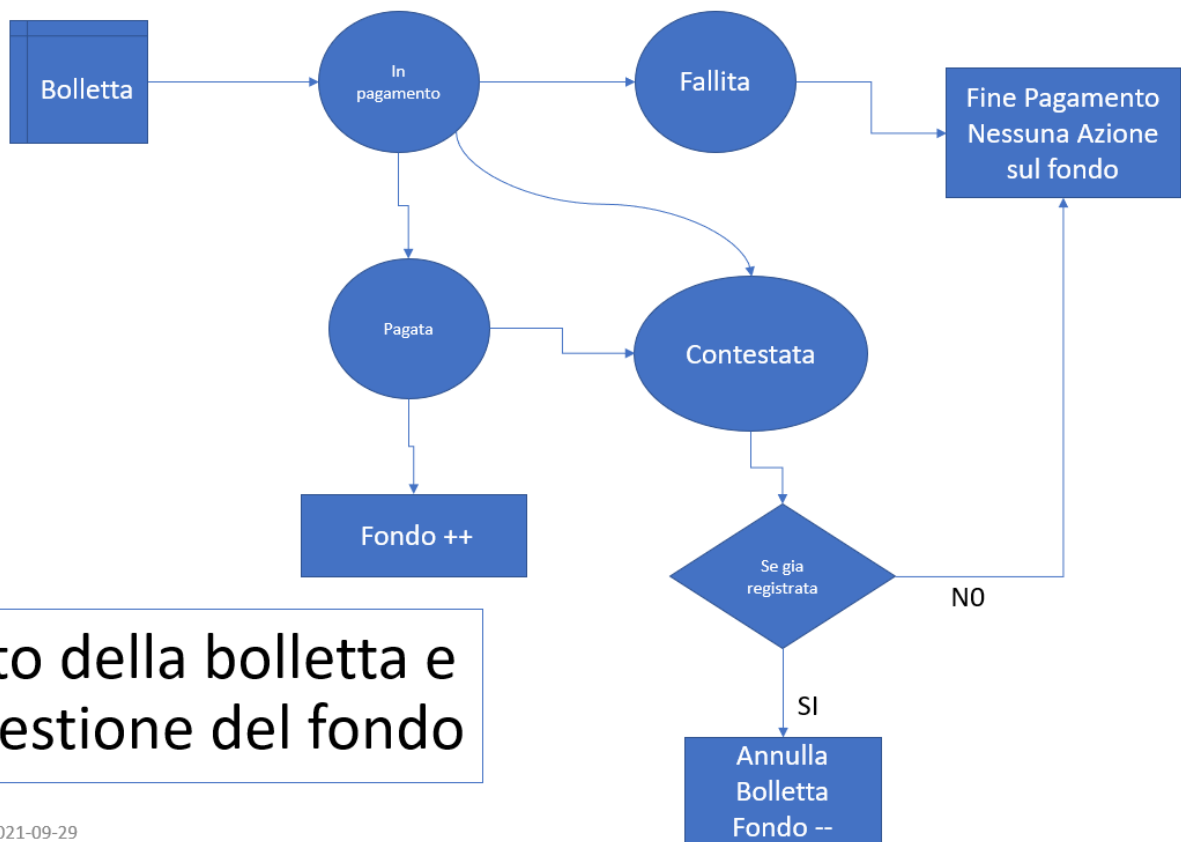 Bolletta
In
pagamento
Fallita
Fine Pagamento
Nessuna Azione
sul fondo
Pagata
Contestata
Fondo ++
Se gia
registrata
N0
SI
to della bolletta e
estione del fondo
Annulla
Bolletta
Fondo --
021-09-29